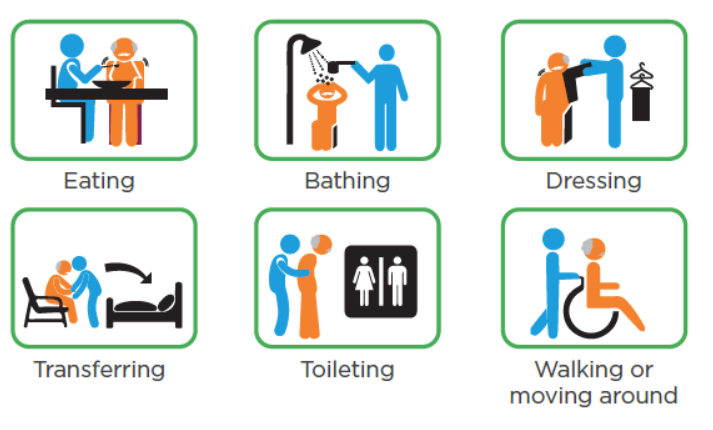 Eating
Bathing
Dressing
Transferring
Toileting
Walking or
moving around